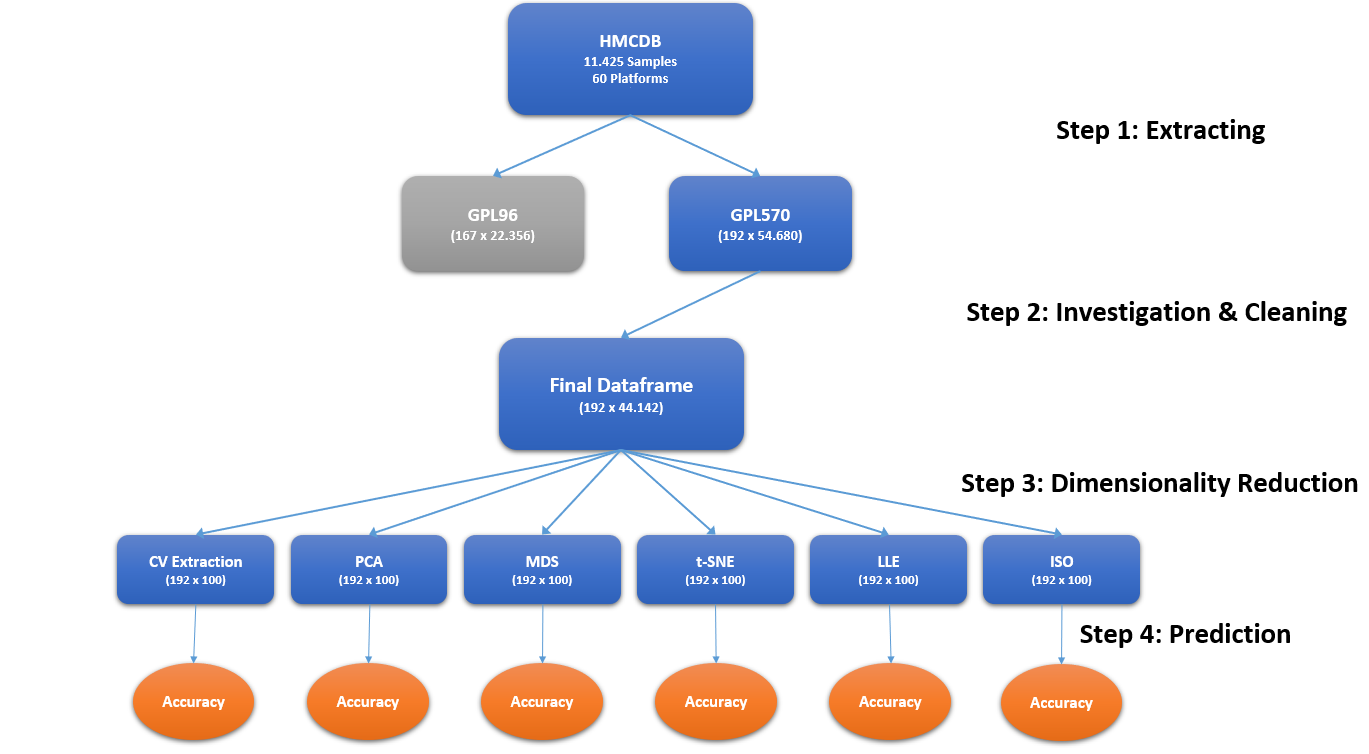 HMCDB
11.425 Samples
60 Platforms
Step 1: Extracting
GPL96
(167 x 22.356)
GPL570
(192 x 54.680)
Step 2: Investigation & Cleaning
Final Dataframe
(192 x 44.142)
Step 3: Dimensionality Reduction
CV Extraction
(192 x 100)
PCA
(192 x 100)
MDS
(192 x 100)
t-SNE
(192 x 100)
LLE
(192 x 100)
ISO
(192 x 100)
Step 4: Prediction
Accuracy
Accuracy
Accuracy
Accuracy
Accuracy
Accuracy